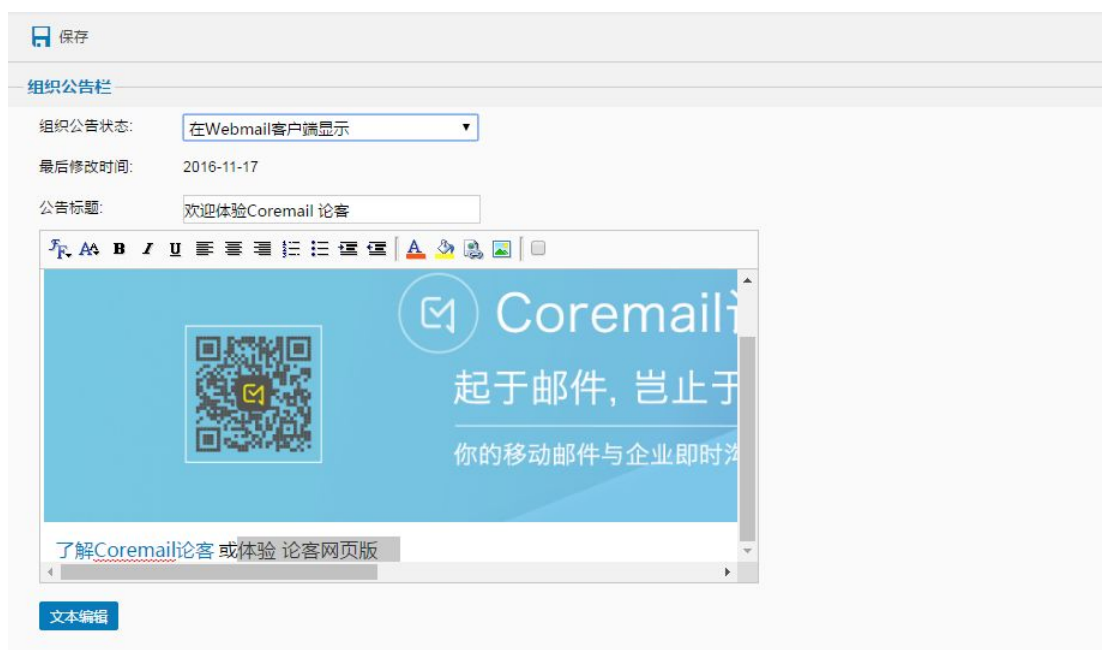 保存
组织公告栏
组织公告状态: 在Webmail客户端显示
最后修改时间: 2016-11-17
公告标题: 欢迎体验Coremail 论客
B I U A
Coremail
起于邮件, 岂止于
你的移动邮件与企业即时
了解Coremail论客 或体验 论客网页版
文本编辑